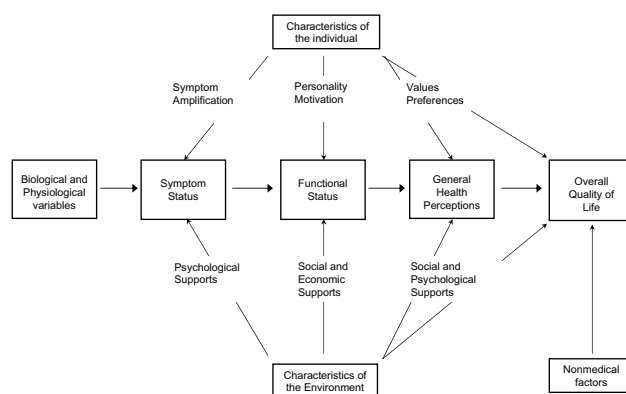 Characteristics of
the individual
Symptom
Amplification
Personality
Motivation
Values
Preferences
Biological and
Physiological
variables
Symptom
Status
Functional
Status
General
Health
Perceptions
Overall
Quality of
Life
Psychological
Supports
Social and
Economic
Supports
Social and
Psychological
Supports
Characteristics of
the Environment
Nonmedical
factors